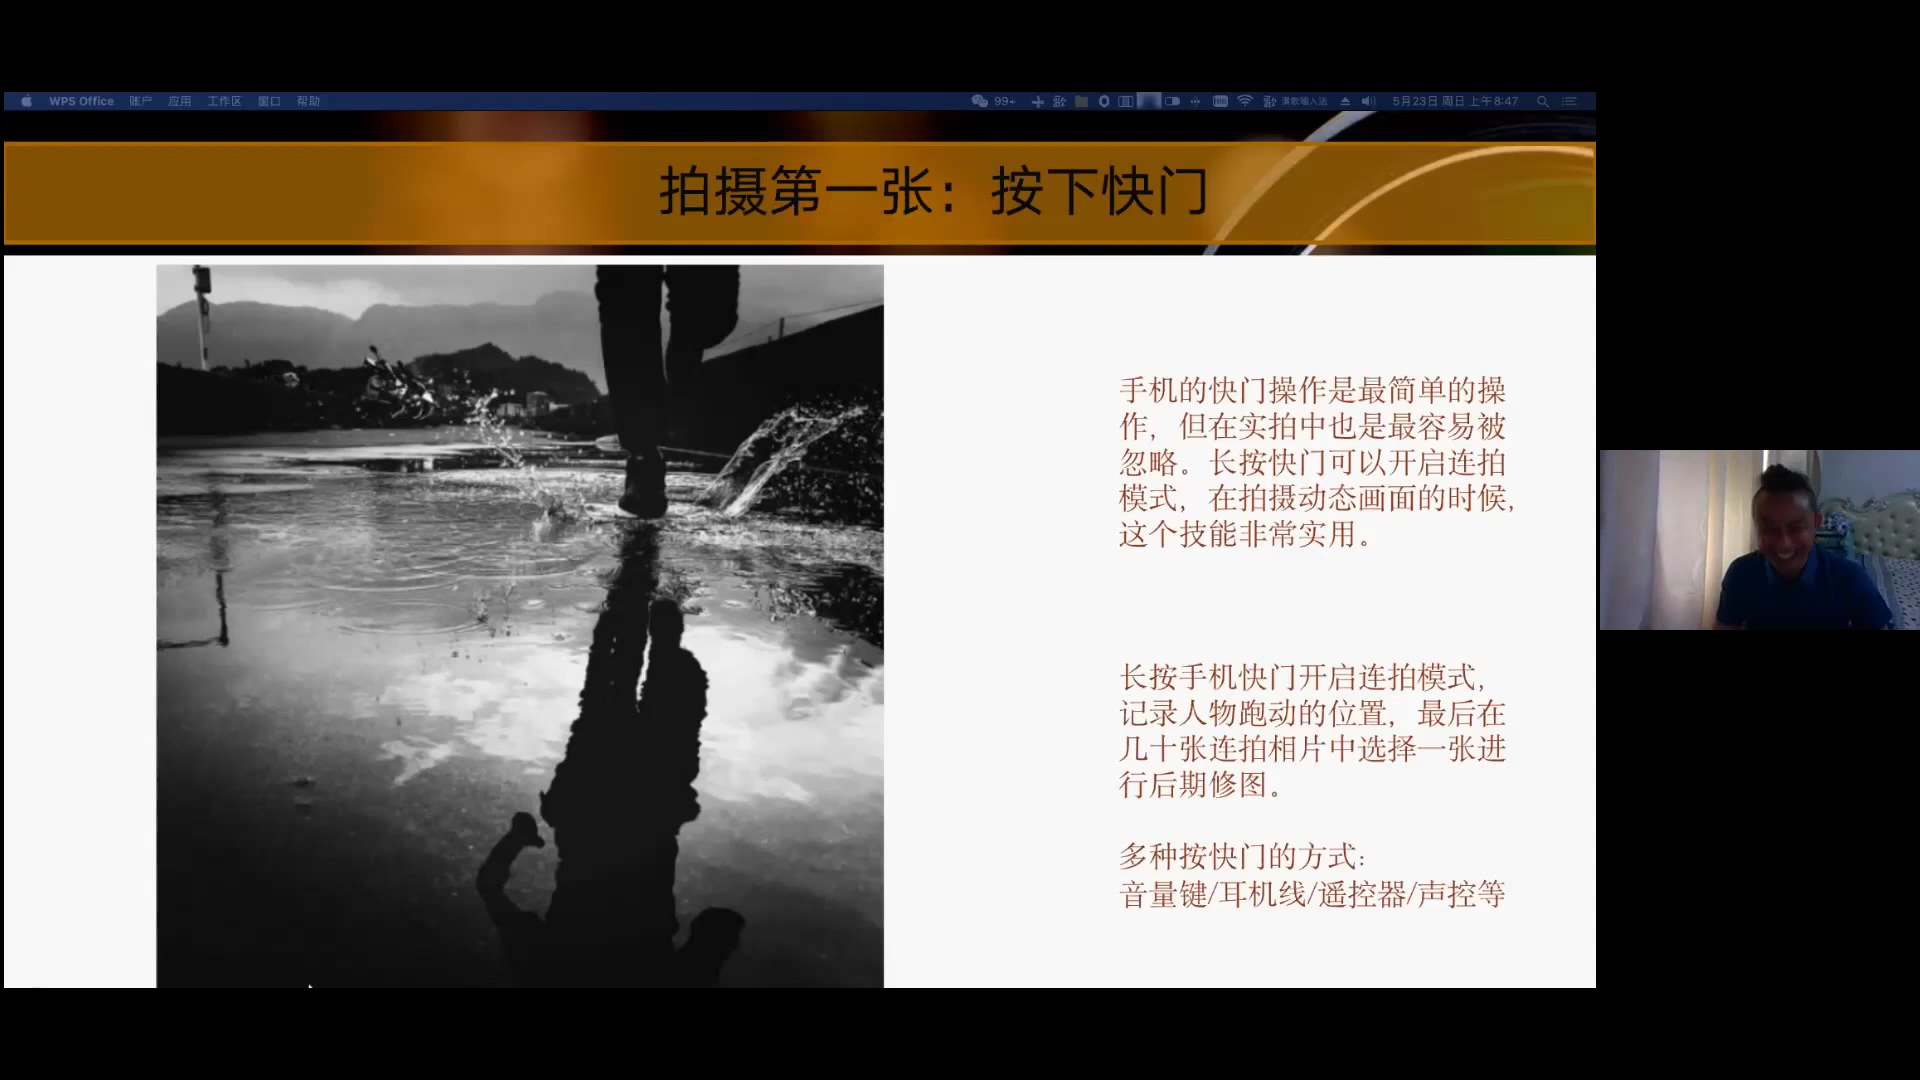 WPS Office 账户 应用 工作区 窗口 帮助
99+ 5月23日 周日 上午8:47
拍摄第一张：按下快门
手机的快门操作是最简单的操
作，但在实拍中也是最容易被
忽略。长按快门可以开启连拍
模式，在拍摄动态画面的时候，
这个技能非常实用。
长按手机快门开启连拍模式，
记录人物跑动的位置，最后在
几十张连拍相片中选择一张进
行后期修图。
多种按快门的方式：
音量键/耳机线/遥控器/声控等